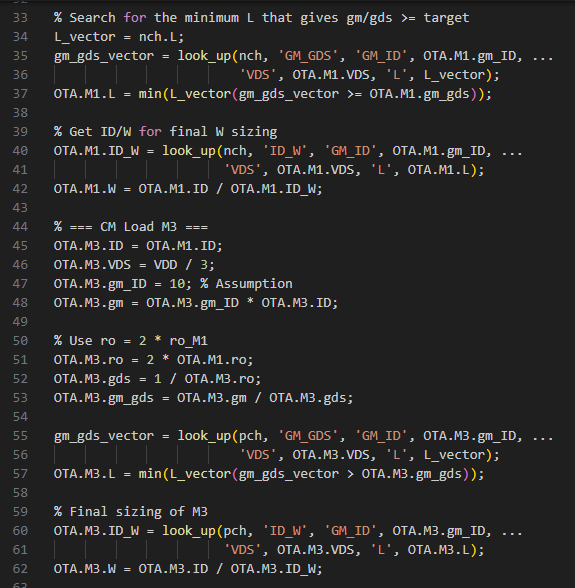 33 % Search for the minimum L that gives gm/gds >= target
34 L_vector = nch.L;
35 gm_gds_vector = look_up(nch, 'GM_GDS', 'GM_ID', OTA.M1.gm_ID, ...
36 'VDS', OTA.M1.VDS, 'L', L_vector);
37 OTA.M1.L = min(L_vector(gm_gds_vector >= OTA.M1.gm_gds));
38
39 % Get ID/W for final W sizing
40 OTA.M1.ID_W = look_up(nch, 'ID_W', 'GM_ID', OTA.M1.gm_ID, ...
41 'VDS', OTA.M1.VDS, 'L', OTA.M1.L);
42 OTA.M1.W = OTA.M1.ID / OTA.M1.ID_W;
43
44 % === CM Load M3 ===
45 OTA.M3.ID = OTA.M1.ID;
46 OTA.M3.VDS = VDD / 3;
47 OTA.M3.gm_ID = 10; % Assumption
48 OTA.M3.gm = OTA.M3.gm_ID * OTA.M3.ID;
49
50 % Use ro = 2 * ro_M1
51 OTA.M3.ro = 2 * OTA.M1.ro;
52 OTA.M3.gds = 1 / OTA.M3.ro;
53 OTA.M3.gm_gds = OTA.M3.gm / OTA.M3.gds;
54
55 gm_gds_vector = look_up(pch, 'GM_GDS', 'GM_ID', OTA.M3.gm_ID, ...
56 'VDS', OTA.M3.VDS, 'L', L_vector);
57 OTA.M3.L = min(L_vector(gm_gds_vector > OTA.M3.gm_gds));
58
59 % Final sizing of M3
60 OTA.M3.ID_W = look_up(pch, 'ID_W', 'GM_ID', OTA.M3.gm_ID, ...
61 'VDS', OTA.M3.VDS, 'L', OTA.M3.L);
62 OTA.M3.W = OTA.M3.ID / OTA.M3.ID_W;